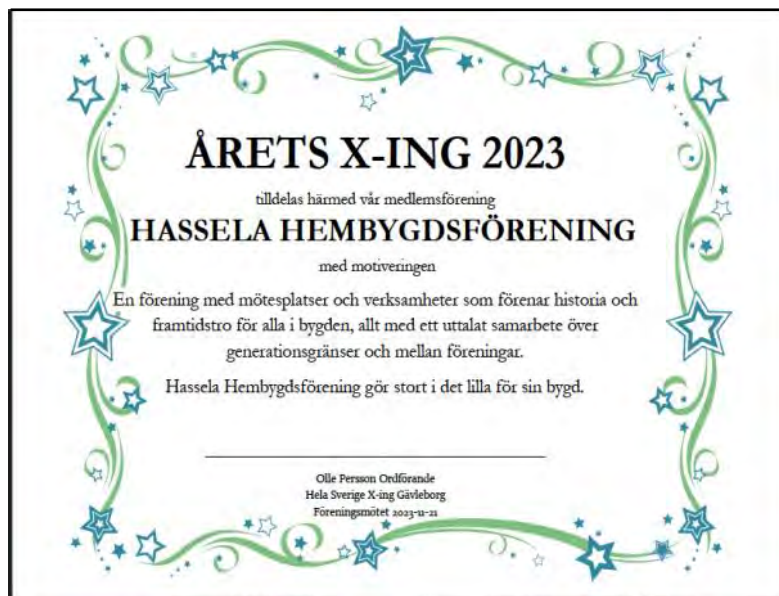 ÅRETS X-ING 2023
tilldelas härmed vår medlemsförening
HASSELA HEMBYGDSFÖRENING
med motiveringen
En förening med mötesplatser och verksamheter som förenar historia och
framtidstro för alla i bygden, allt med ett uttalat samarbete över
generationsgränser och mellan föreningar.
Hassela Hembygdsförening gör stort i det lilla för sin bygd.
Olle Persson Ordförande
Hela Sverige X-ing Gävleborg
Föreningsmötet 2023-11-21